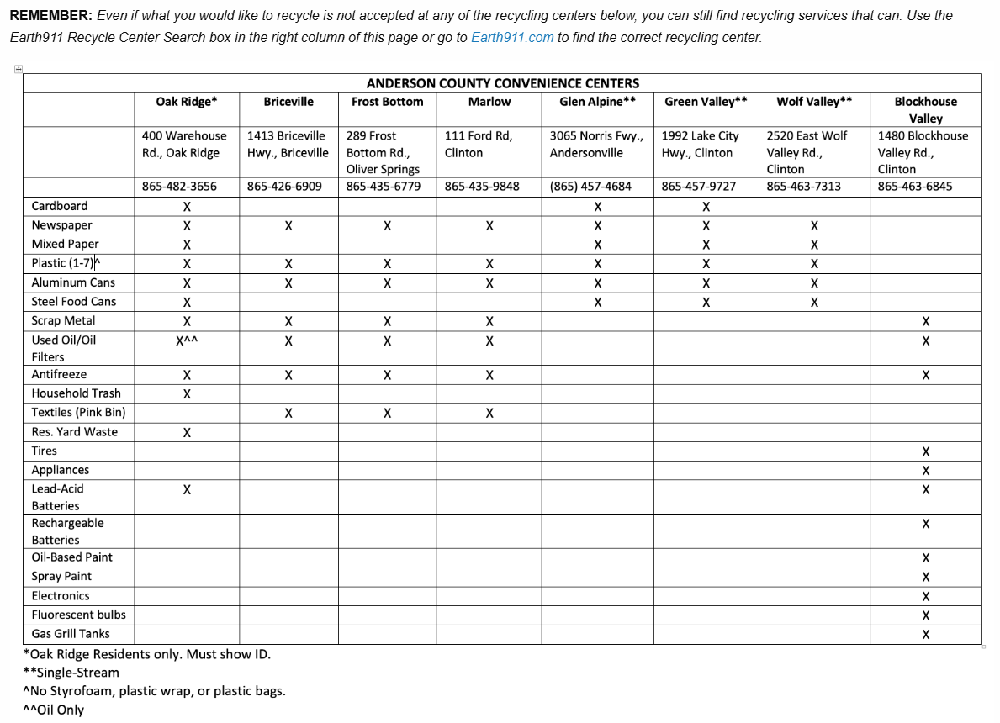 REMEMBER: Even if what you would like to recycle is not accepted at any of the recycling centers below, you can still find recycling services that can. Use the
Earth911 Recycle Center Search box in the right column of this page or go to Earth911.com to find the correct recycling center.
ANDERSON COUNTY CONVENIENCE CENTERS
Oak Ridge* Briceville Frost Bottom Marlow Glen Alpine** Green Valley** Wolf Valley** Blockhouse
Valley
400 Warehouse 1413 Briceville 289 Frost 111 Ford Rd, 3065 Norris Fwy., 1992 Lake City 2520 East Wolf 1480 Blockhouse
Rd., Oak Ridge Hwy., Briceville Bottom Rd., Clinton Andersonville Hwy., Clinton Valley Rd., Valley Rd.,
Oliver Springs Clinton Clinton
865-482-3656 865-426-6909 865-435-6779 865-435-9848 (865) 457-4684 865-457-9727 865-463-7313 865-463-6845
Cardboard X X X
Newspaper X X X X X X X
Mixed Paper X X X X
Plastic (1-7)^ X X X X X X X
Aluminum Cans X X X X X X X
Steel Food Cans X X X X
Scrap Metal X X X X X
Used Oil/Oil X^^ X X X X
Filters
Antifreeze X X X X X
Household Trash X
Textiles (Pink Bin) X X X
Res. Yard Waste X
Tires X
Appliances X
Lead-Acid X X
Batteries
Rechargeable X
Batteries
Oil-Based Paint X
Spray Paint X
Electronics X
Fluorescent bulbs X
Gas Grill Tanks X
*Oak Ridge Residents only. Must show ID.
**Single-Stream
^No Styrofoam, plastic wrap, or plastic bags.
^^Oil Only